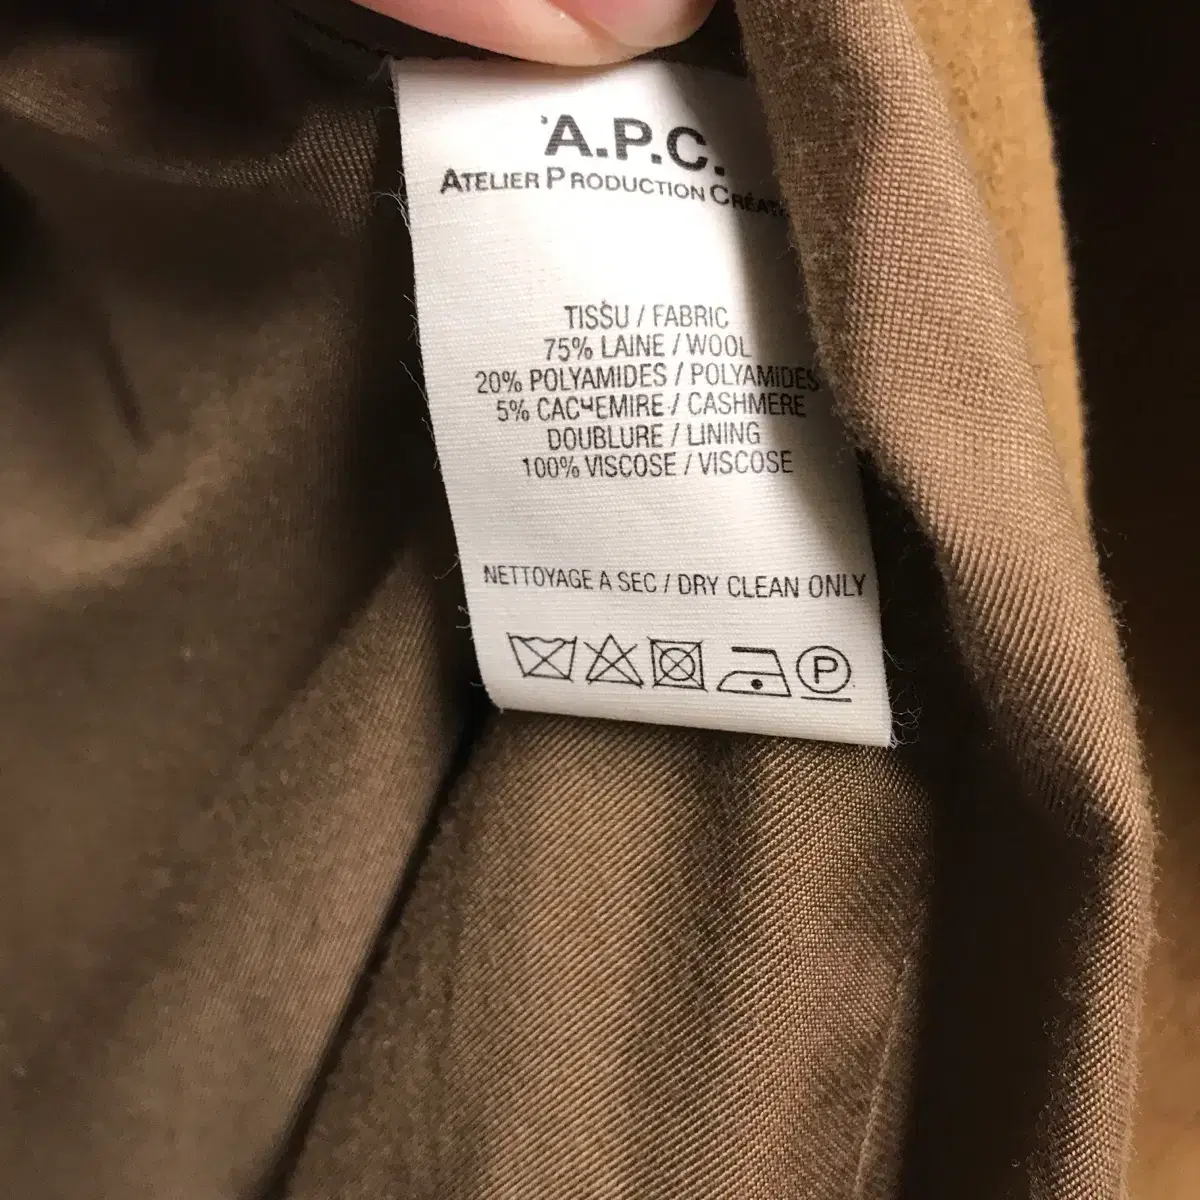 A.P.C.
ATELIER PRODUCTION
TISSU / FABRIC
75% LAINE / WOOL
20% POLYAMIDES / POLYAMIDES
5% CACHEMIRE / CASHMERE
DOUBLURE / LINING
100% VISCOSE / VISCOSE
NETTOYAGE A SEC / DRY CLEAN ONLY
P